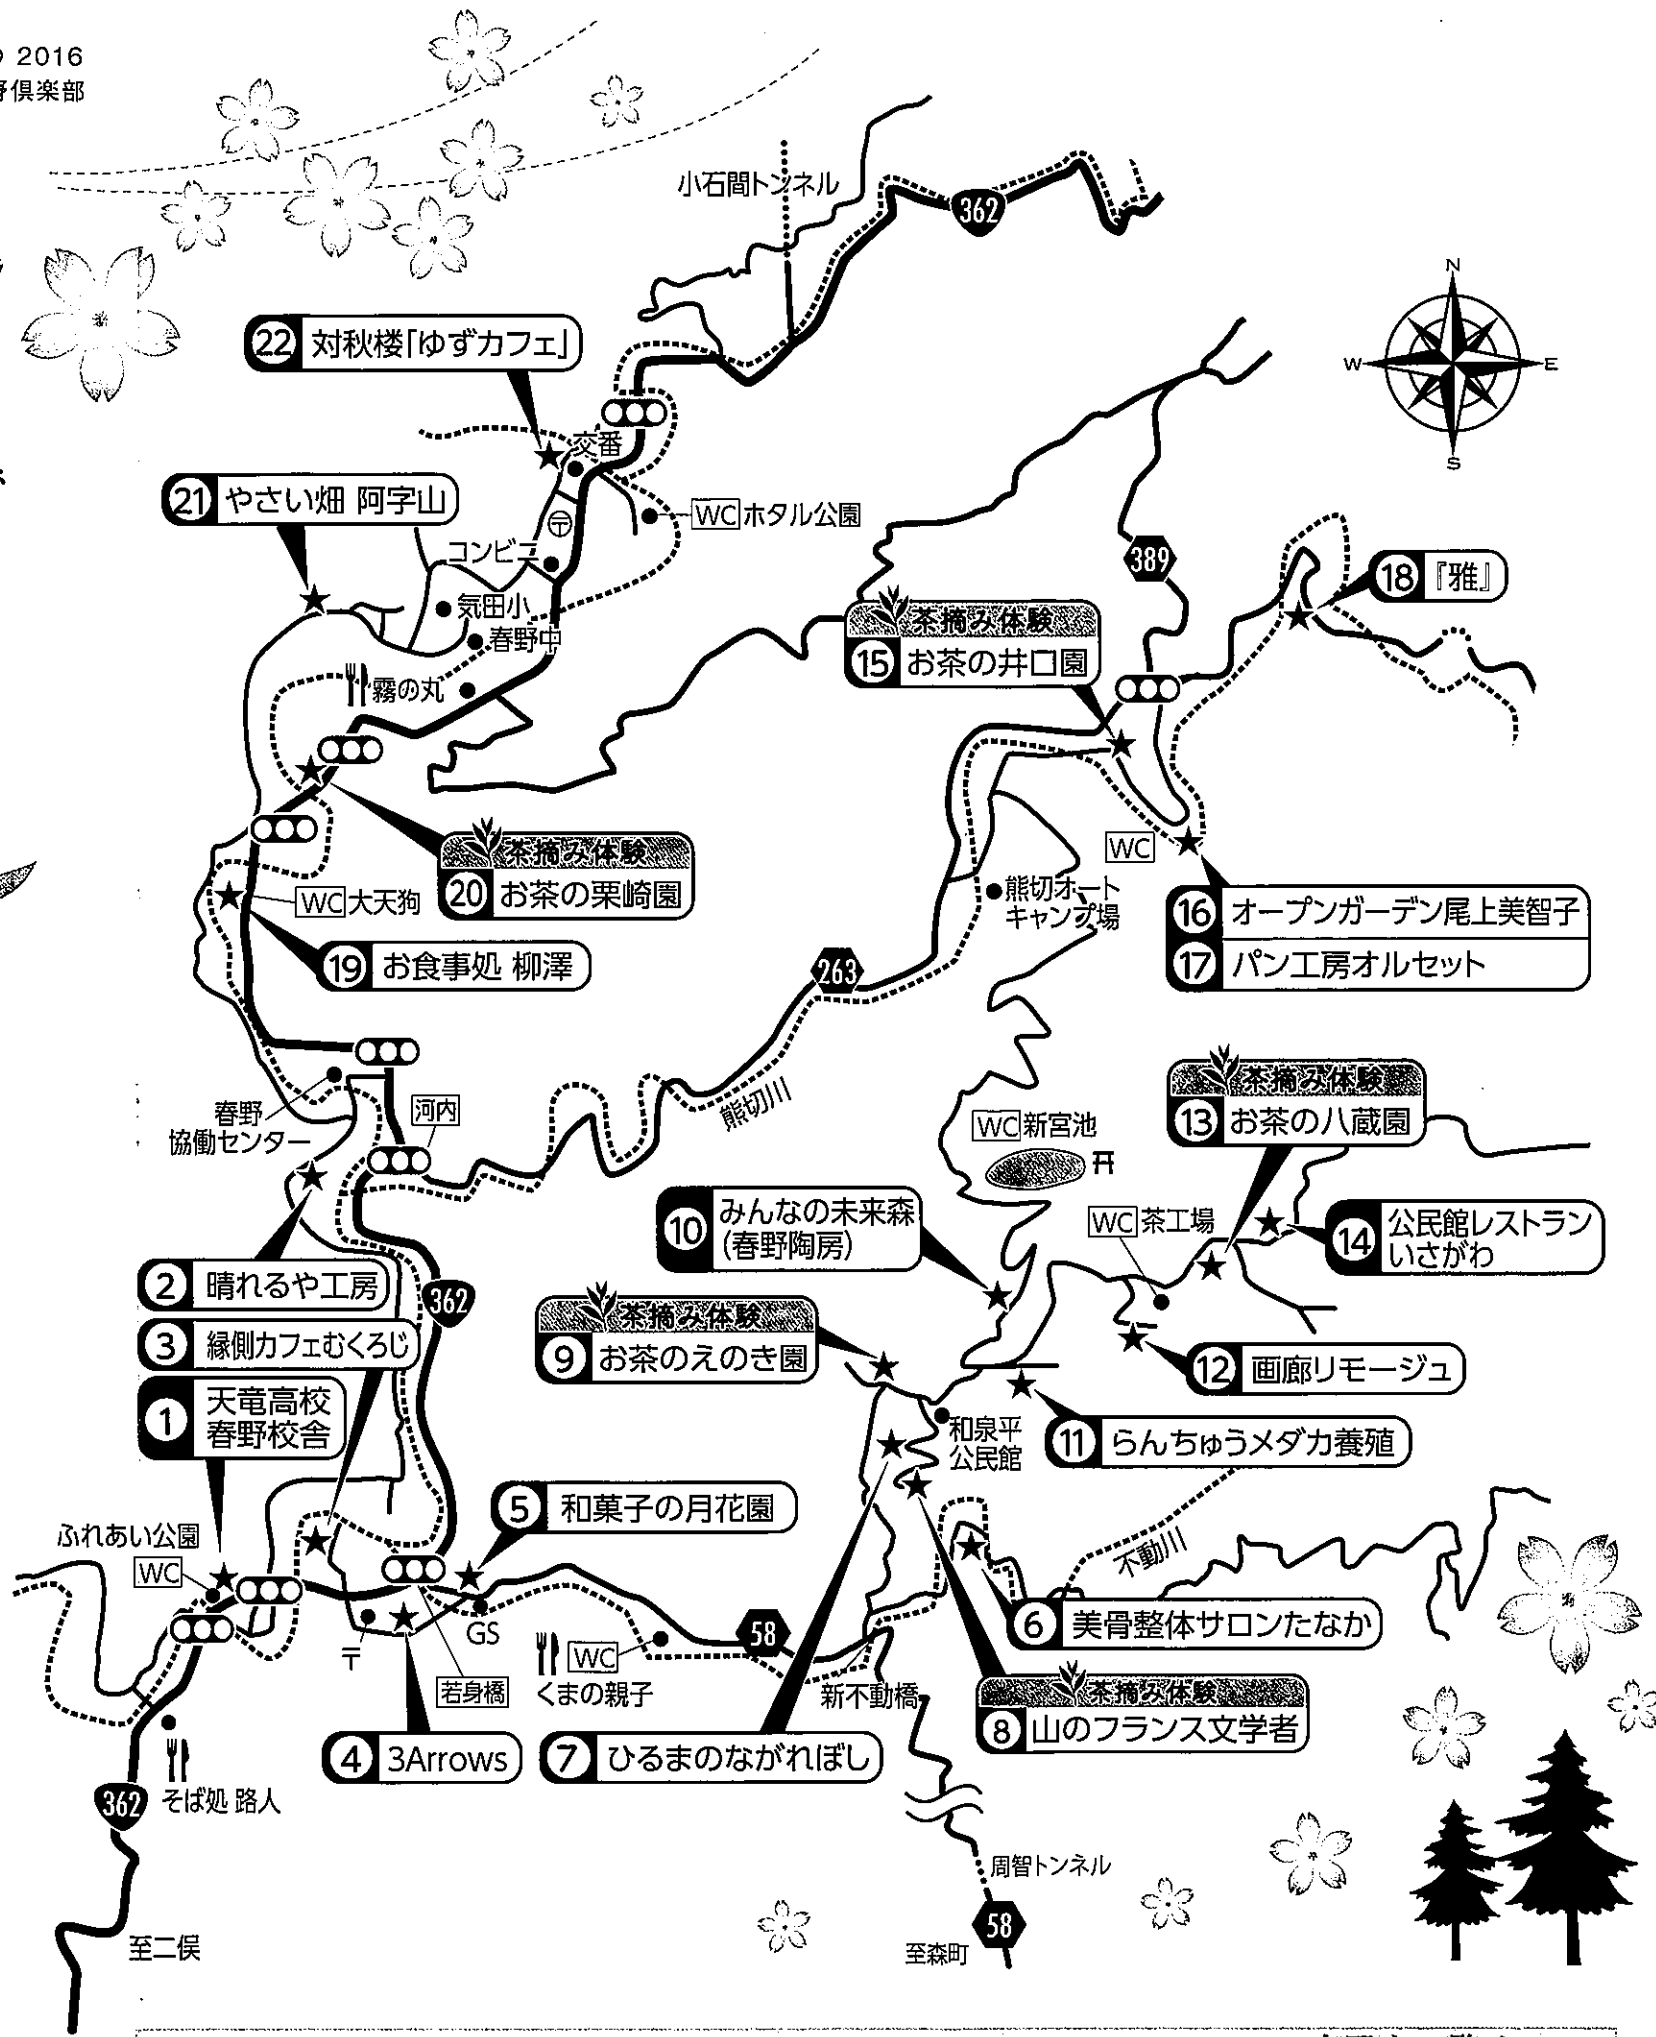 2016
倶楽部
小石間トンネル
362
N
W
E
S
22 対秋楼「ゆずカフェ」
交番
21 やさい畑 阿字山
WC ホタル公園
〒
コンビニ
389
18 『雅』
気田小
春野中
茶摘み体験
15 お茶の井口園
霧の丸
WC
茶摘み体験
20 お茶の栗崎園
熊切オート
キャンプ場
16 オープンガーデン尾上美智子
17 パン工房オルセット
WC 大天狗
19 お食事処 柳澤
263
春野
協働センター
河内
熊切川
WC 新宮池
茶摘み体験
13 お茶の八蔵園
10 みんなの未来森
(春野陶房)
WC 茶工場
14 公民館レストラン
いさがわ
2 晴れるや工房
362
3 縁側カフェむくろじ
茶摘み体験
9 お茶のえのき園
12 画廊リモージュ
1 天竜高校
春野校舎
和泉平
公民館
11 らんちゅうメダカ養殖
5 和菓子の月花園
ふれあい公園
WC
不動川
GS
〒
58
6 美骨整体サロンたなか
WC
くまの親子
若身橋
新不動橋
茶摘み体験
8 山のフランス文学者
4 3Arrows
7 ひるまのながれぼし
362
そば処 路人
周智トンネル
58
至二俣
至森町